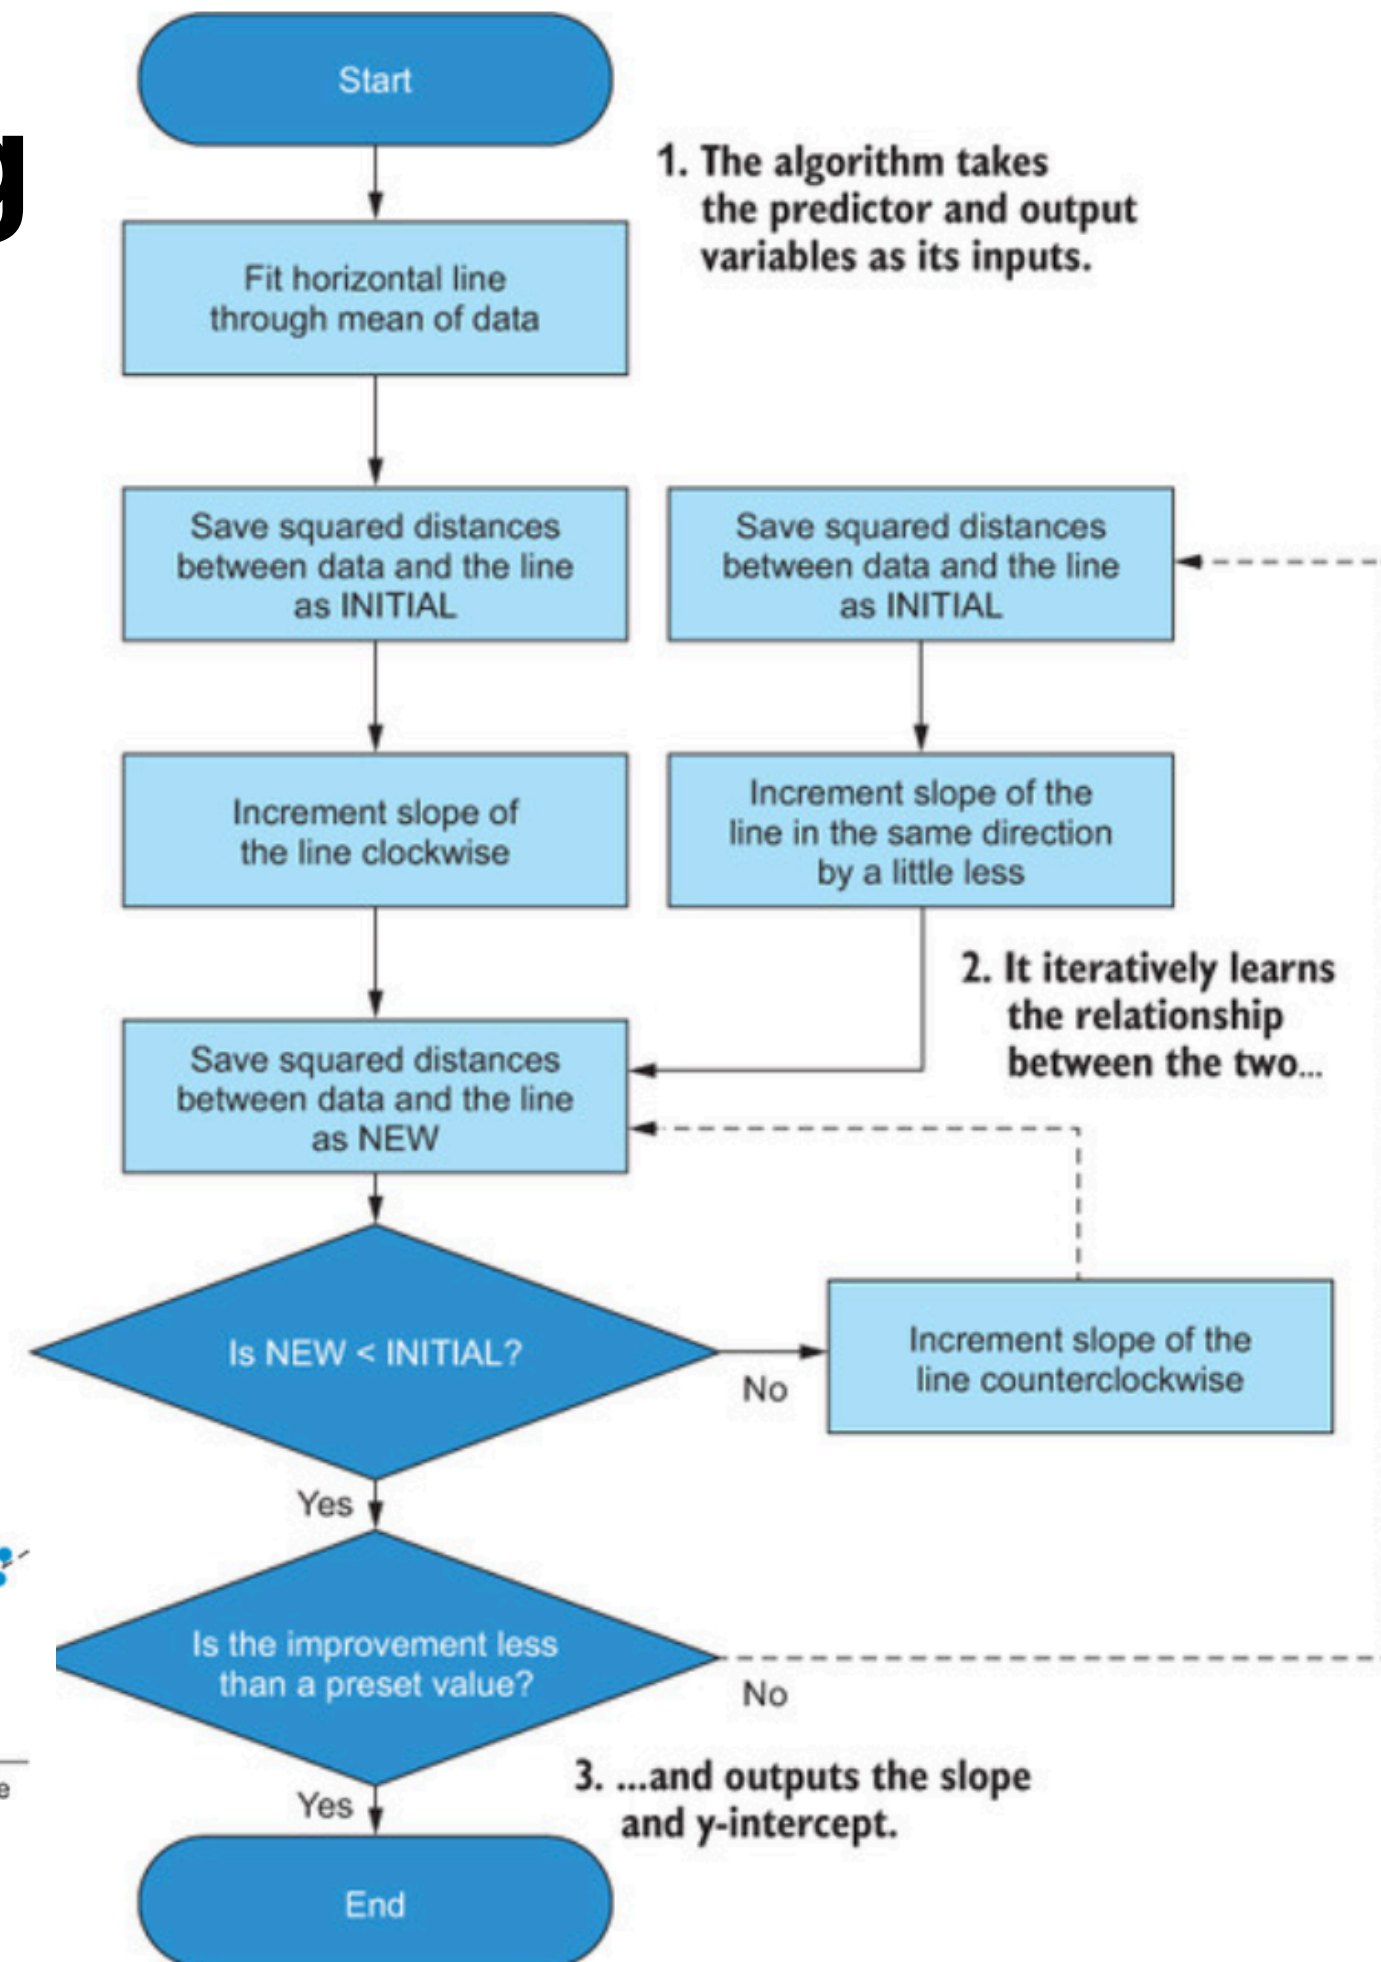 g
Start
1. The algorithm takes
the predictor and output
variables as its inputs.
Fit horizontal line
through mean of data
Save squared distances
between data and the line
as INITIAL
Save squared distances
between data and the line
as INITIAL
Increment slope of
the line clockwise
Increment slope of the
line in the same direction
by a little less
2. It iteratively learns
the relationship
between the two...
Save squared distances
between data and the line
as NEW
Is NEW < INITIAL?
No
Increment slope of the
line counterclockwise
Yes
Is the improvement less
than a preset value?
No
3. ...and outputs the slope
and y-intercept.
e
Yes
End